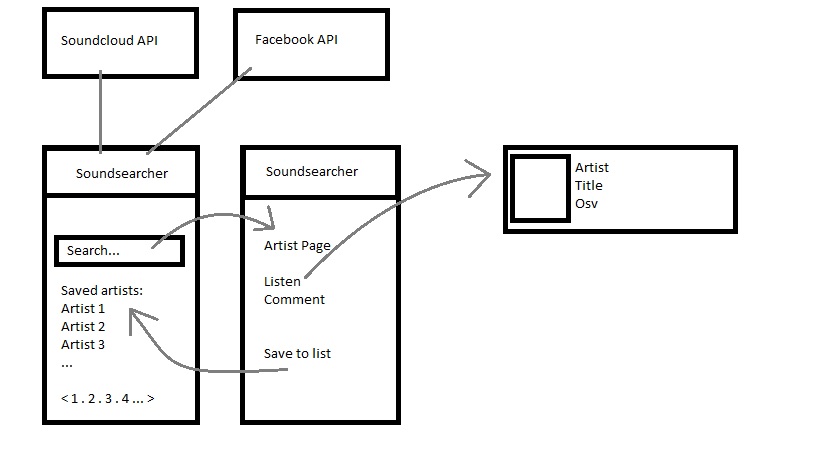 Soundcloud API
Facebook API
Soundsearcher
Search...
Saved artists:
Artist 1
Artist 2
Artist 3
...
< 1 . 2 . 3 . 4 ... >
Soundsearcher
Artist Page
Listen
Comment
Save to list
Artist
Title
Osv